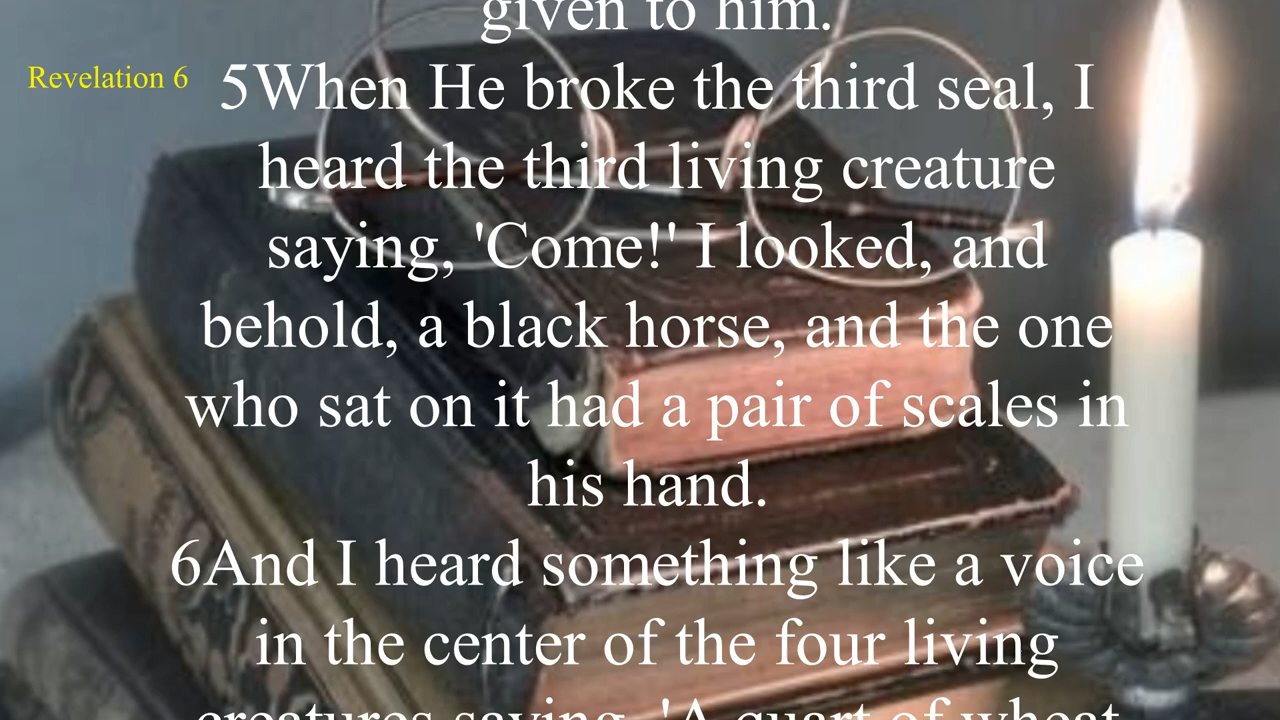 given to him.
Revelation 6
5When He broke the third seal, I
heard the third living creature
saying, 'Come!' I looked, and
behold, a black horse, and the one
who sat on it had a pair of scales in
his hand.
6And I heard something like a voice
in the center of the four living
creatures saying, 'A quart of wheat